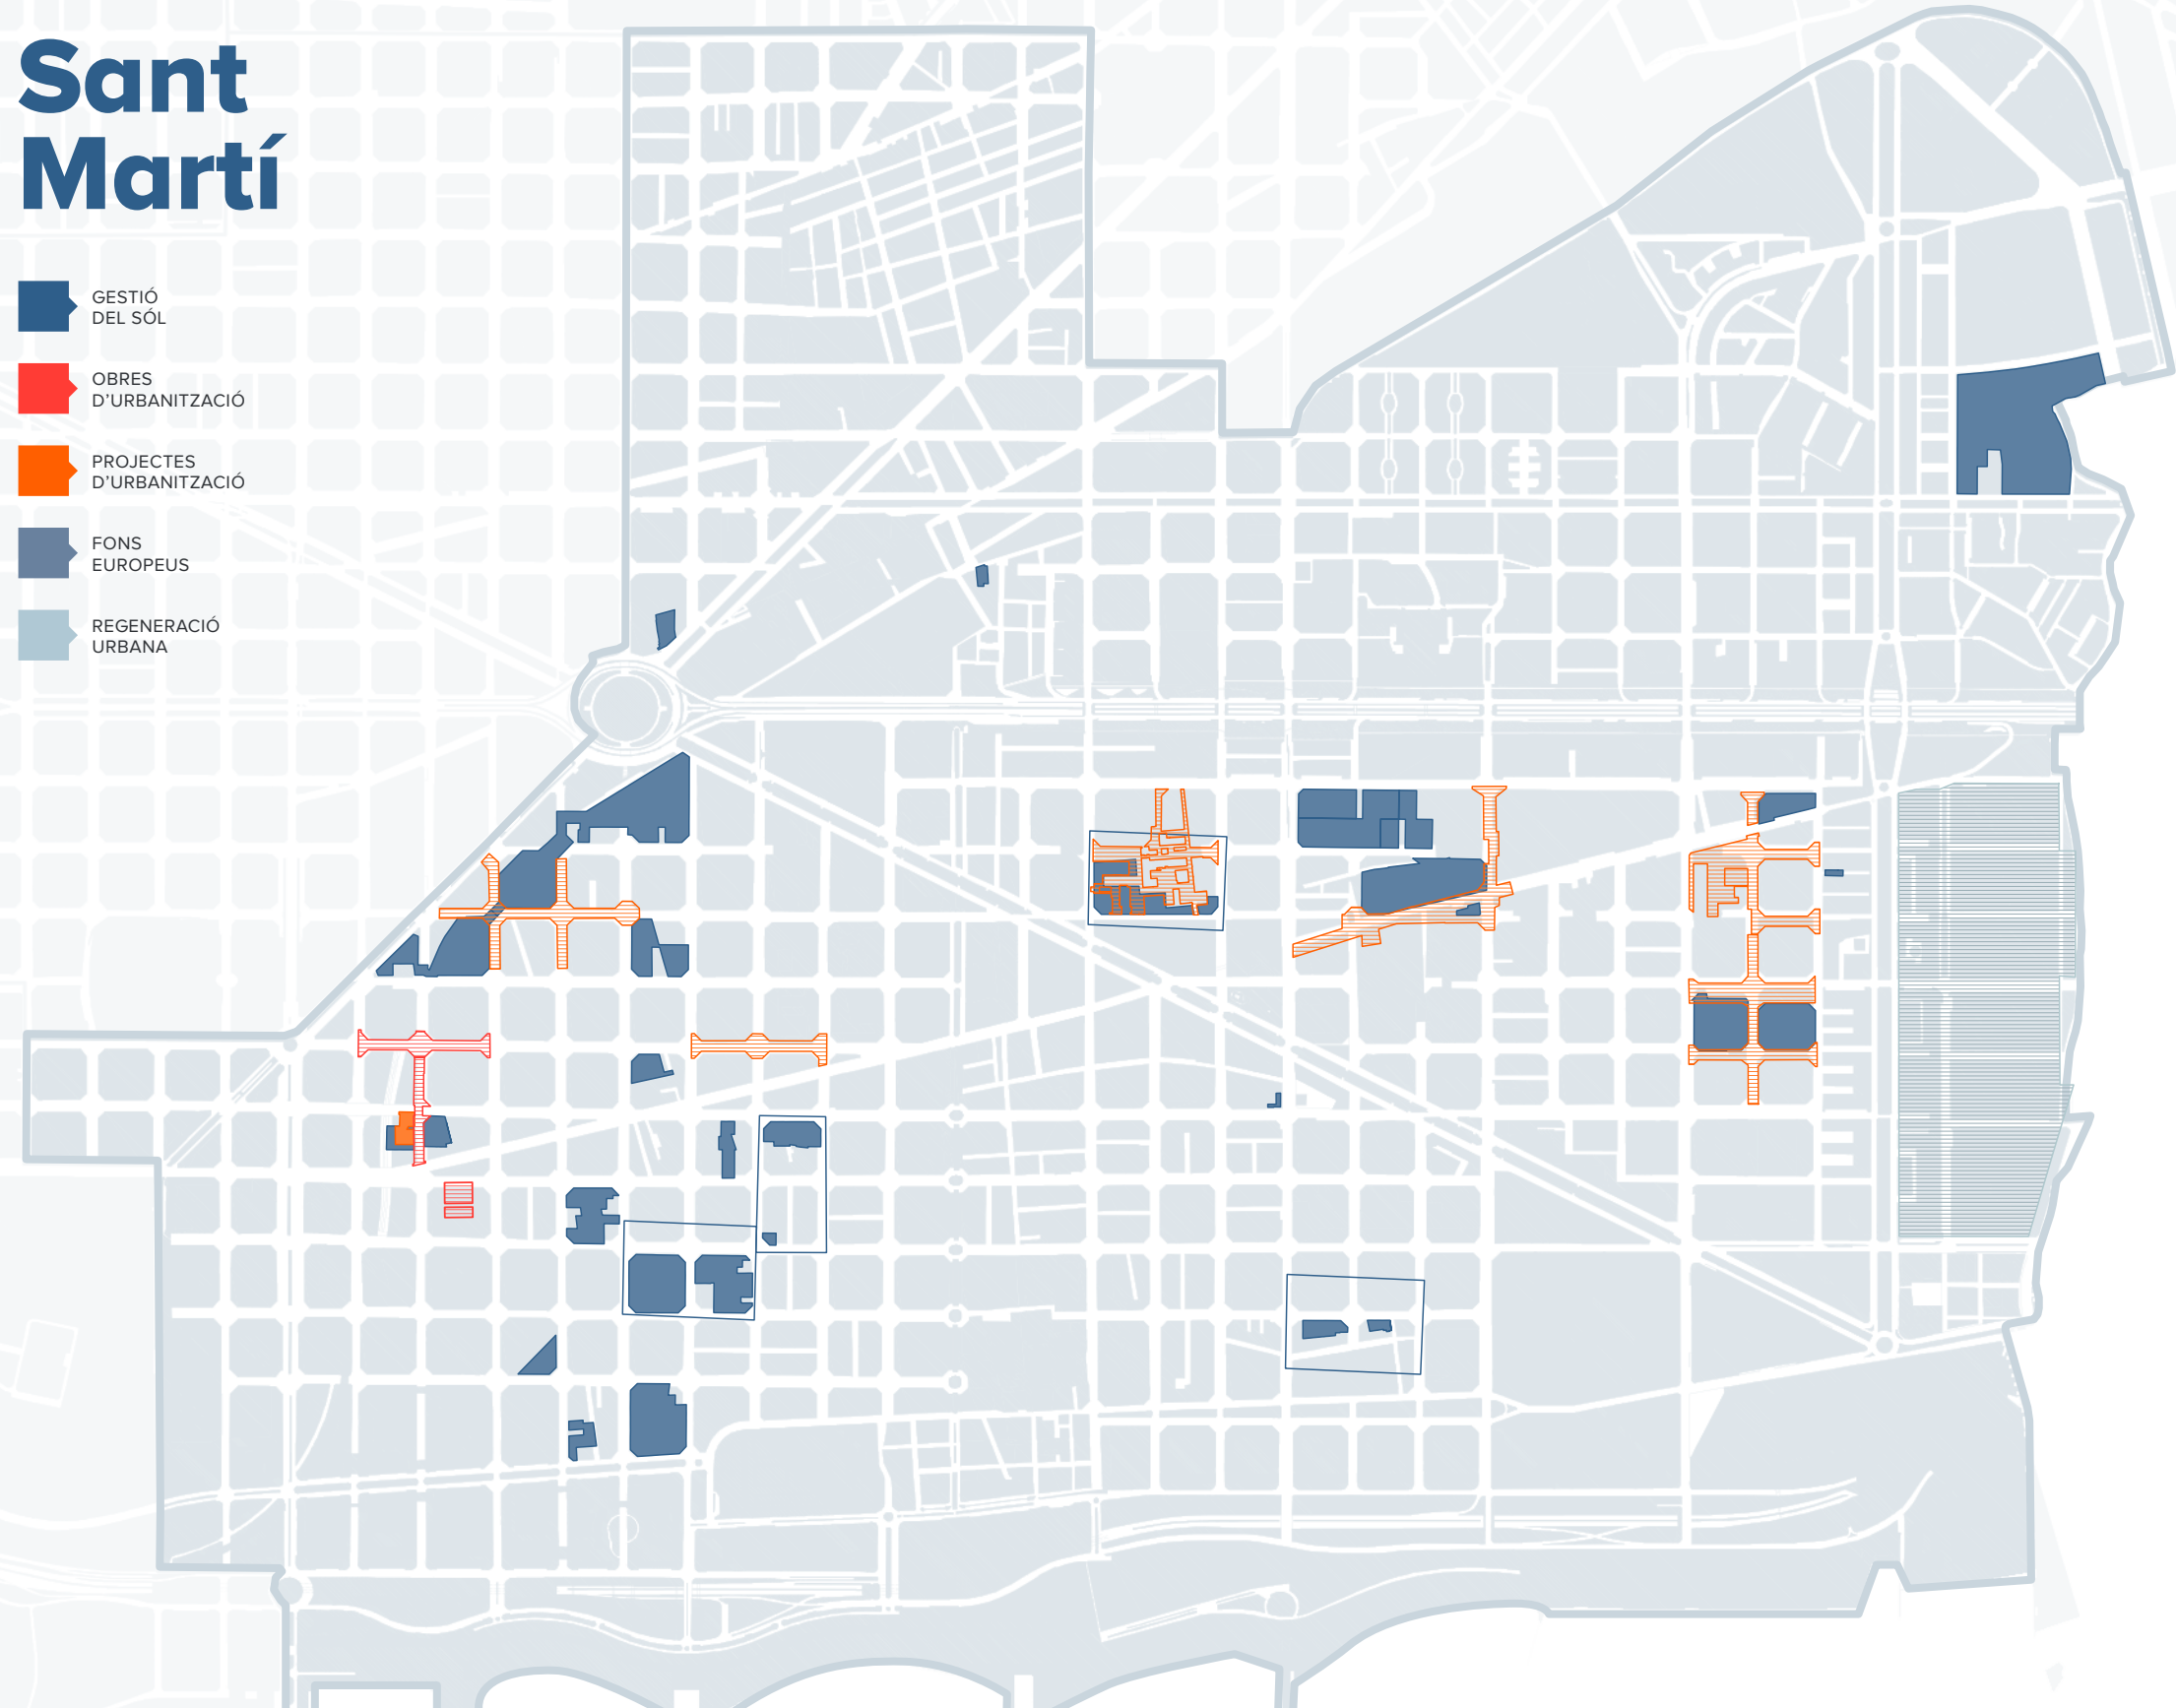 Sant
Martí
GESTIÓ
DEL SÓL
OBRES
D'URBANITZACIÓ
PROJECTES
D'URBANITZACIÓ
FONS
EUROPEUS
REGENERACIÓ
URBANA